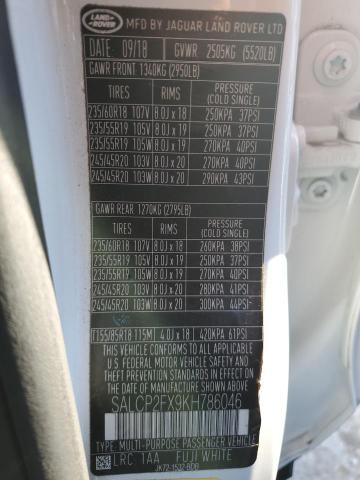 LAND ROVER
MFD BY JAGUAR LAND ROVER LTD
DATE: 09/18 GVWR 2505KG (5520LB)
GAWR FRONT 1340KG (2950LB)
TIRES RIMS PRESSURE (COLD SINGLE)
235/60R18 107V 8.0J x 18 250KPA 37PSI
235/55R19 105V 8.0J x 19 250KPA 37PSI
235/55R19 105W 8.0J x 19 270KPA 40PSI
245/45R20 103V 8.0J x 20 270KPA 40PSI
245/45R20 103W 8.0J x 20 290KPA 43PSI
GAWR REAR 1270KG (2795LB)
TIRES RIMS PRESSURE (COLD SINGLE)
235/60R18 107V 8.0J x 18 260KPA 38PSI
235/55R19 105V 8.0J x 19 250KPA 37PSI
235/55R19 105W 8.0J x 19 270KPA 40PSI
245/45R20 103V 8.0J x 20 280KPA 41PSI
245/45R20 103W 8.0J x 20 300KPA 44PSI
T155/85R18 115M 4.0J x 18 420KPA 61PSI
THIS VEHICLE CONFORMS TO ALL APPLICABLE
U S FEDERAL MOTOR VEHICLE SAFETY
AND THEFT PREVENTION STANDARDS IN EFFECT
ON THE DATE OF MANUFACTURE SHOWN ABOVE
SALCP2FX9KH786046
TYPE: MULTI-PURPOSE PASSENGER VEHICLE
LRC 1AA FUJI WHITE
JK72-1532-BDB